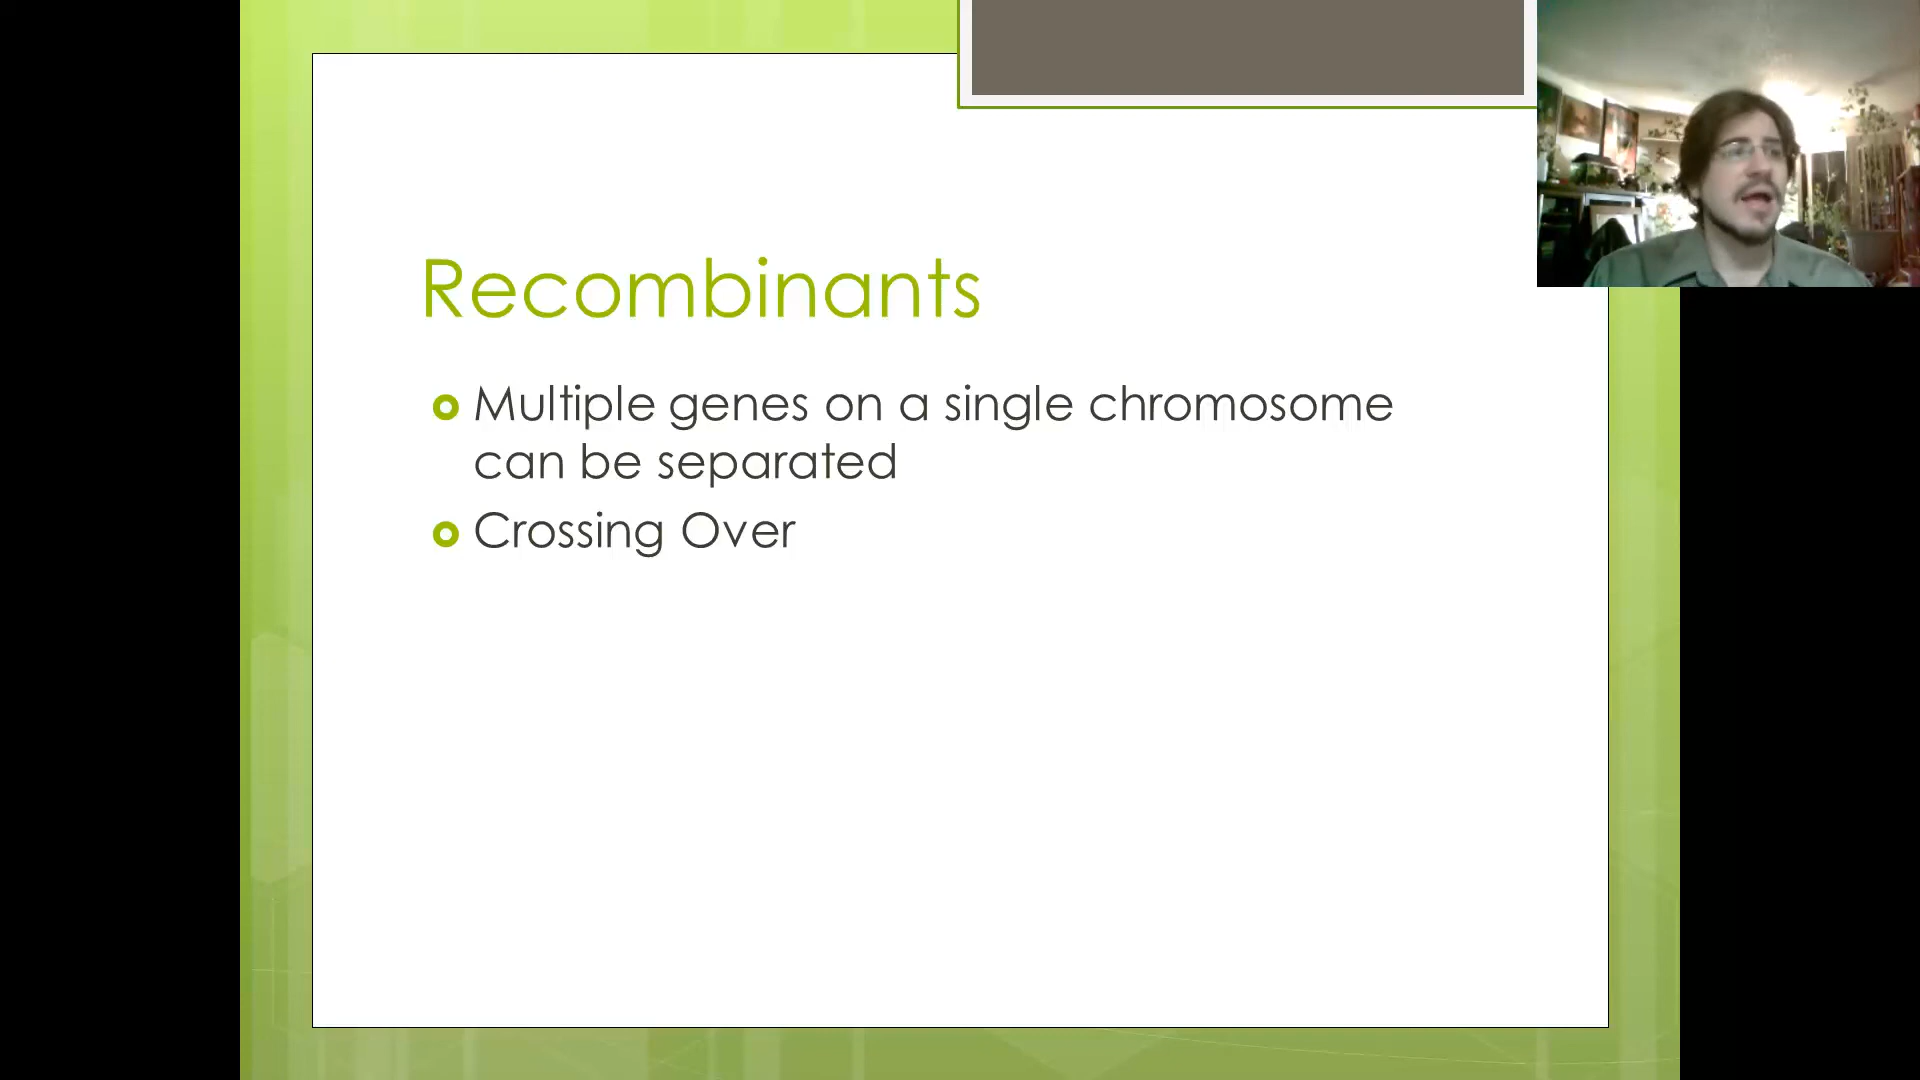 Recombinants
Multiple genes on a single chromosome
can be separated
Crossing Over